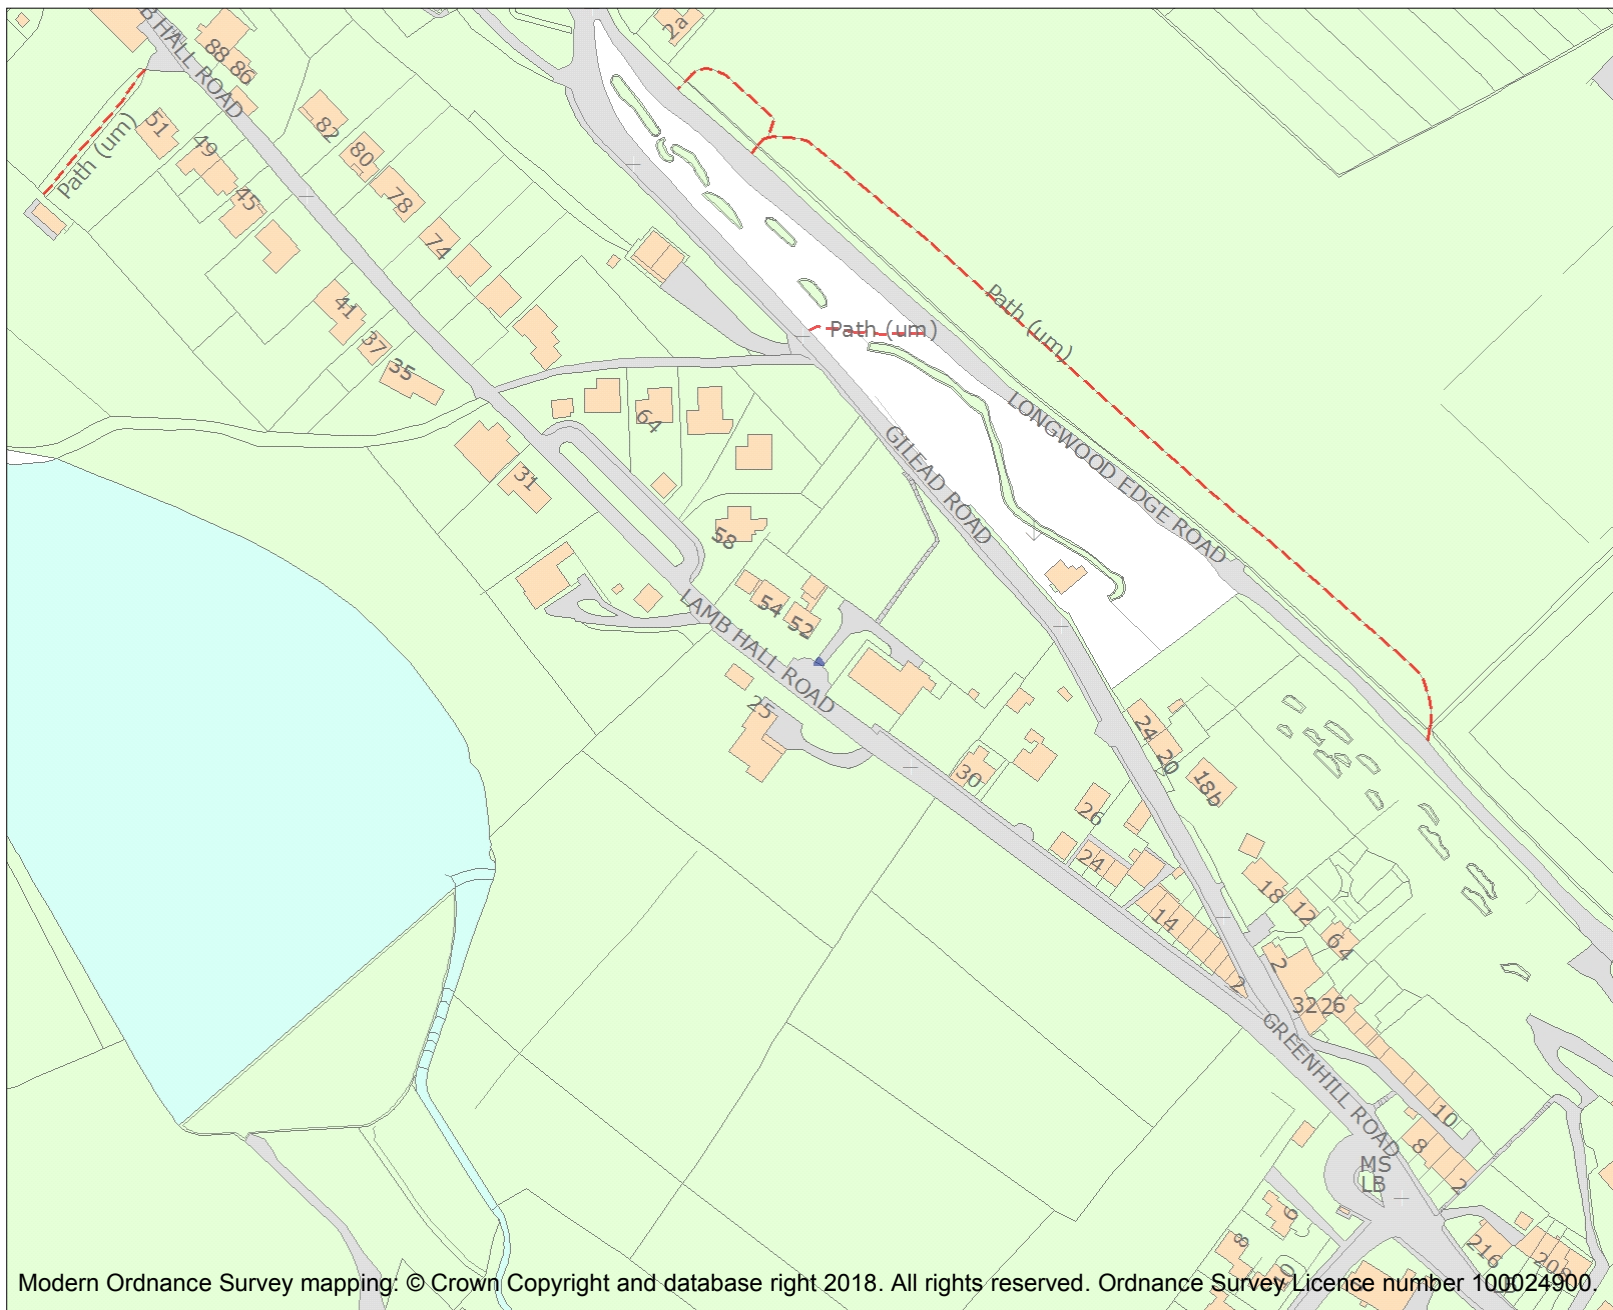 2a
B HALL ROAD
88
86
82
51
Path (um)
49
80
45
78
74
41
37
35
Path (um)
Path (um)
64
LONGWOOD EDGE ROAD
GILEAD ROAD
31
58
54
52
LAMB HALL ROAD
25
24
20
30
18b
26
24
18
14
12
64
2
2
32
26
GREENHILL ROAD
10
8
MS
LB
2
6
8
216
Modern Ordnance Survey mapping: © Crown Copyright and database right 2018. All rights reserved. Ordnance Survey Licence number 100024900.